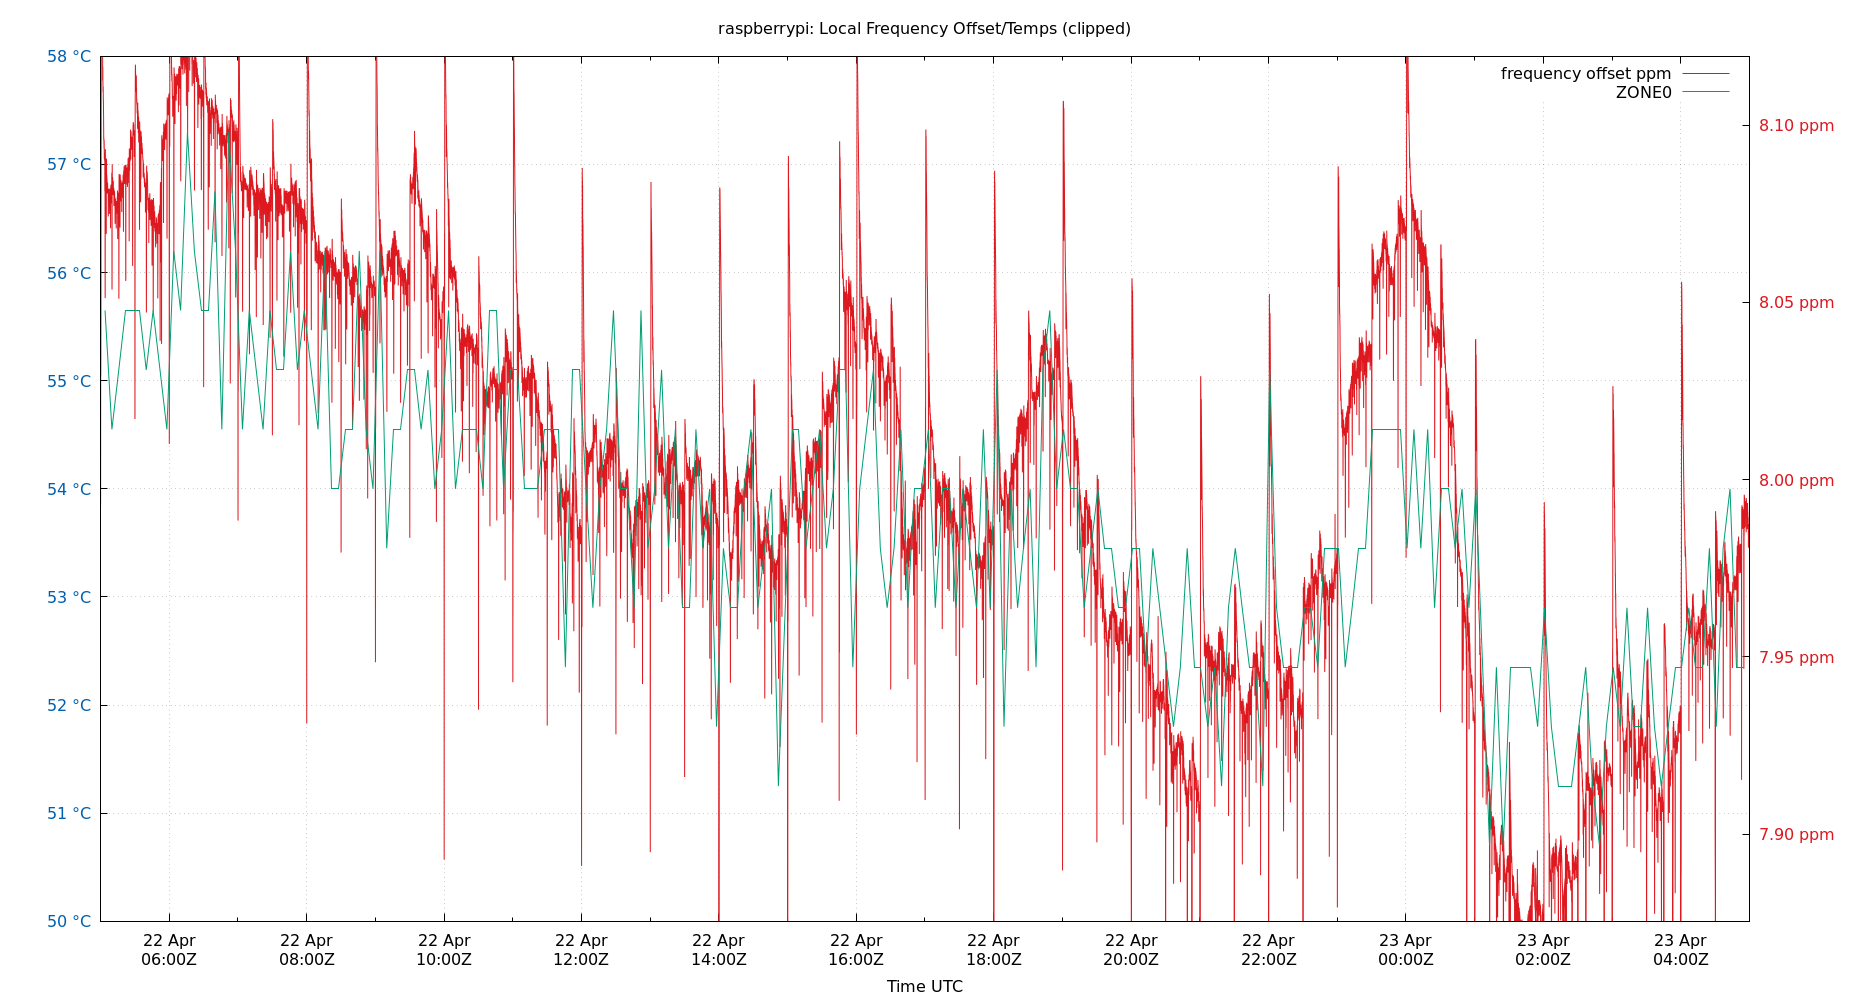 raspberrypi: Local Frequency Offset/Temps (clipped)
frequency offset ppm
ZONE0
58 °C
57 °C
56 °C
55 °C
54 °C
53 °C
52 °C
51 °C
50 °C
8.10 ppm
8.05 ppm
8.00 ppm
7.95 ppm
7.90 ppm
22 Apr 22 Apr 22 Apr 22 Apr 22 Apr 22 Apr 22 Apr 22 Apr 22 Apr 23 Apr 23 Apr 23 Apr
06:00Z 08:00Z 10:00Z 12:00Z 14:00Z 16:00Z 18:00Z 20:00Z 22:00Z 00:00Z 02:00Z 04:00Z
Time UTC